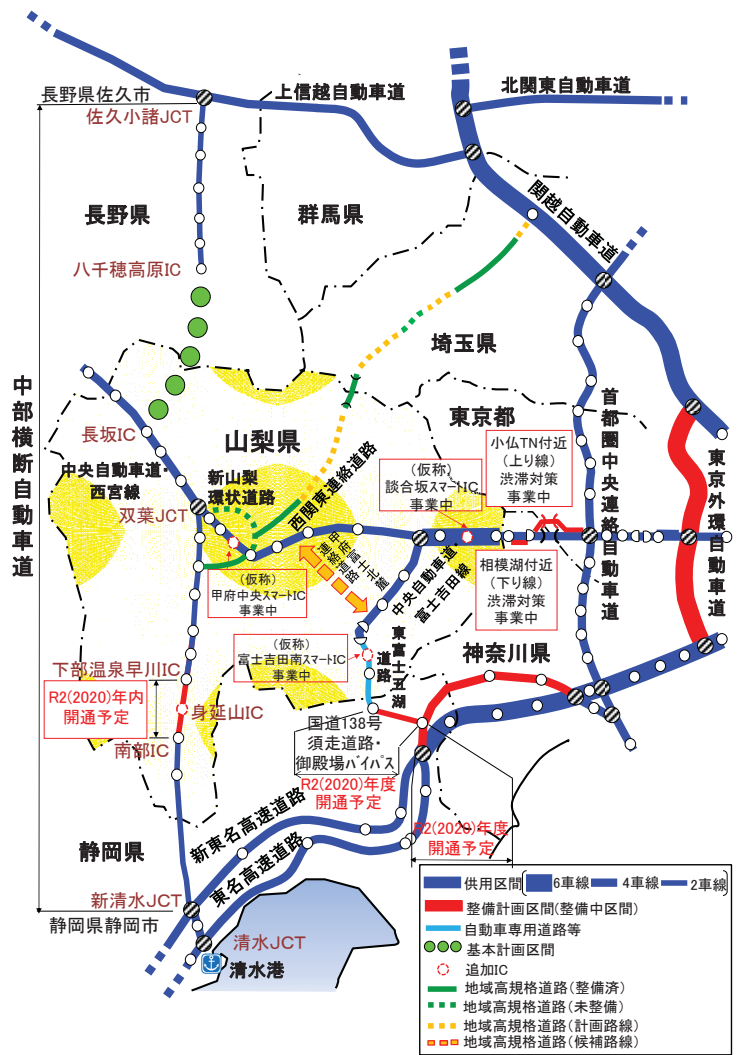 長野県佐久市
佐久小諸JCT
上信越自動車道
北関東自動車道
長野県
群馬県
関越自動車道
八千穂高原IC
埼玉県
中部横断自動車道
東京都
首都圏中央連絡自動車道
東京外環自動車道
長坂IC
山梨県
中央自動車道・
西宮線
新山梨
環状道路
西関東連絡道路
双葉JCT
(仮称)
談合坂スマートIC
事業中
小仏TN付近
(上り線)
渋滞対策
事業中
(仮称)
甲府中央スマートIC
事業中
甲府富士北麓
連絡道路
中央自動車道
富士吉田線
相模湖付近
(下り線)
渋滞対策
事業中
(仮称)
富士吉田南スマートIC
事業中
東富士五湖
道路
神奈川県
下部温泉早川IC
R2(2020)年内
開通予定
身延山IC
南部IC
国道138号
須走道路・
御殿場バイパス
R2(2020)年度
開通予定
R2(2020)年度
開通予定
静岡県
新東名高速道路
東名高速道路
新清水JCT
静岡県静岡市
清水JCT
清水港
供用区間 6車線 4車線 2車線
整備計画区間(整備中区間)
自動車専用道路等
基本計画区間
追加IC
地域高規格道路(整備済)
地域高規格道路(未整備)
地域高規格道路(計画路線)
地域高規格道路(候補路線)